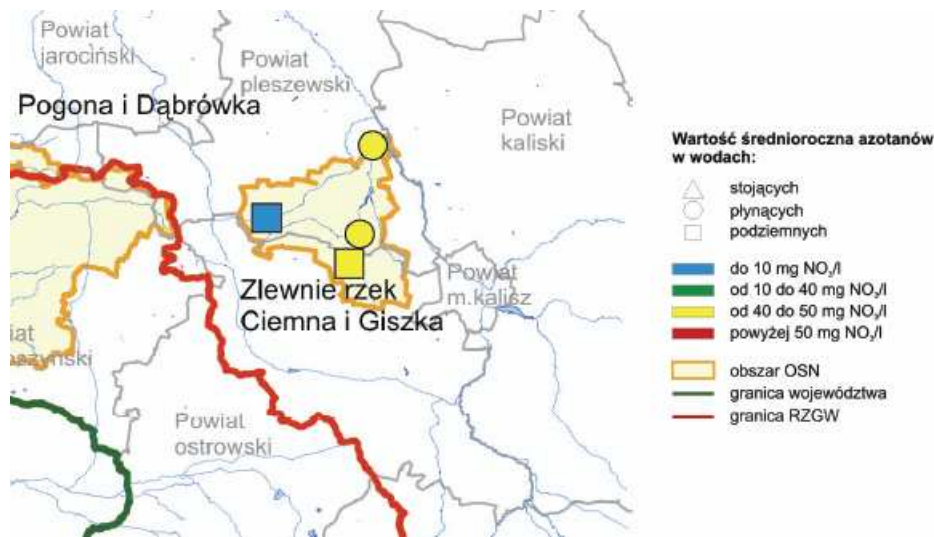 Powiat
jarociński
Powiat
pleszewski
Pogona i Dąbrówka
Powiat
kaliski
Zlewnie rzek
Ciemna i Giszka
Powiat
m.kalisz
Powiat
ostrowski
Wartość średnioroczna azotanów
w wodach:
stojących
płynących
podziemnych
do 10 mg NO₃/l
od 10 do 40 mg NO₃/l
od 40 do 50 mg NO₃/l
powyżej 50 mg NO₃/l
obszar OSN
granica województwa
granica RZGW